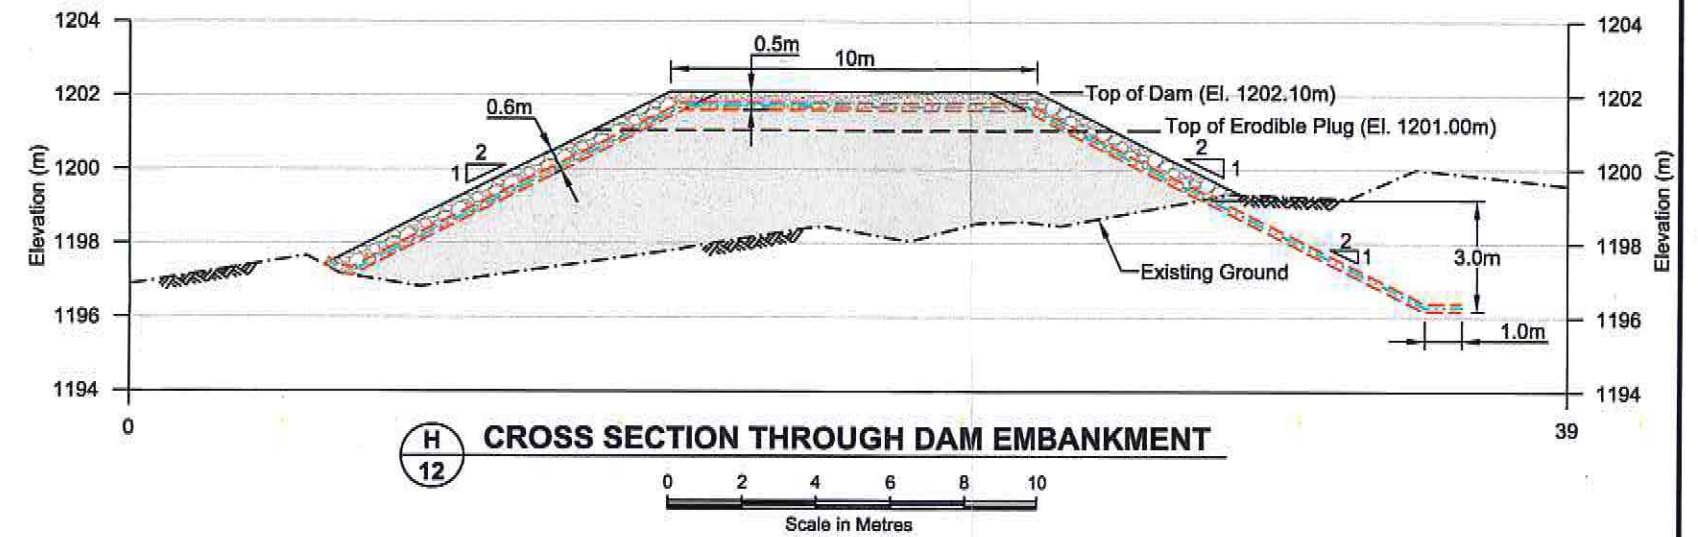 1204
1204
0.5m
10m
1202
1202
Top of Dam (El. 1202.10m)
0.6m
Top of Erodible Plug (El. 1201.00m)
2
1
2
1
1200
1200
Elevation (m)
Elevation (m)
1198
1198
2
1
3.0m
Existing Ground
1196
1196
1.0m
1194
1194
0
39
H
12
CROSS SECTION THROUGH DAM EMBANKMENT
0 2 4 6 8 10
Scale in Metres